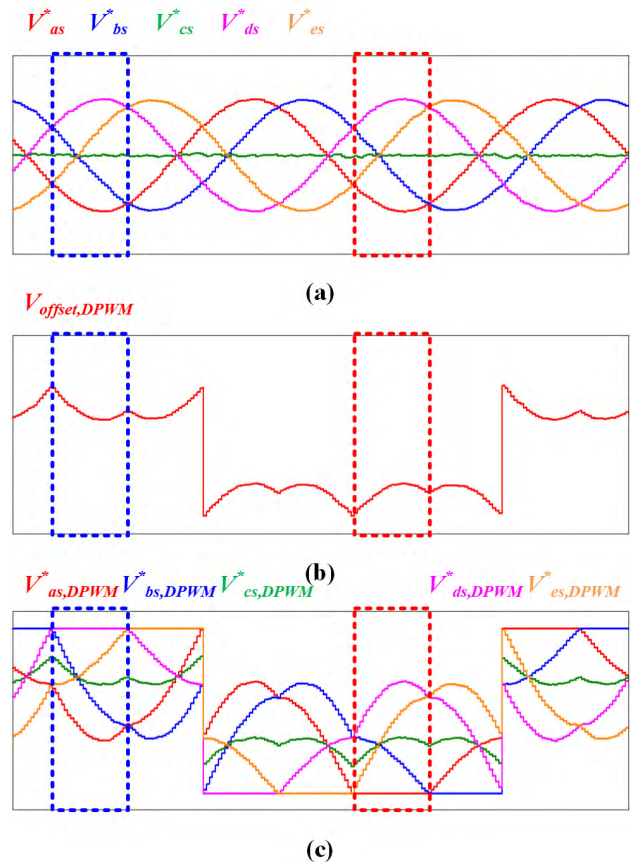 V*as V*bs V*cs V*ds V*es
(a)
Voffset,DPWM
(b)
V*as,DPWM V*bs,DPWM V*cs,DPWM V*ds,DPWM V*es,DPWM
(c)